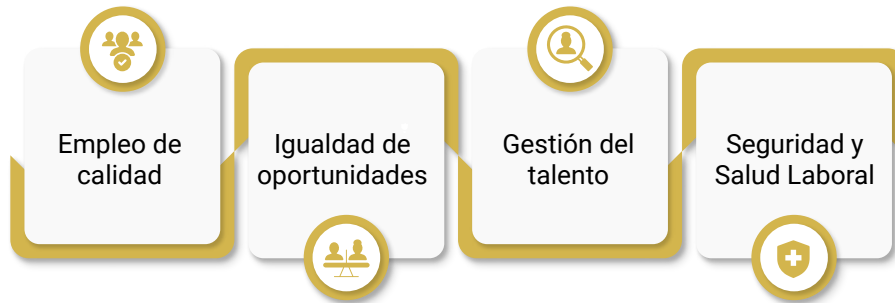 Empleo de
calidad
Igualdad de
oportunidades
Gestión del
talento
Seguridad y
Salud Laboral